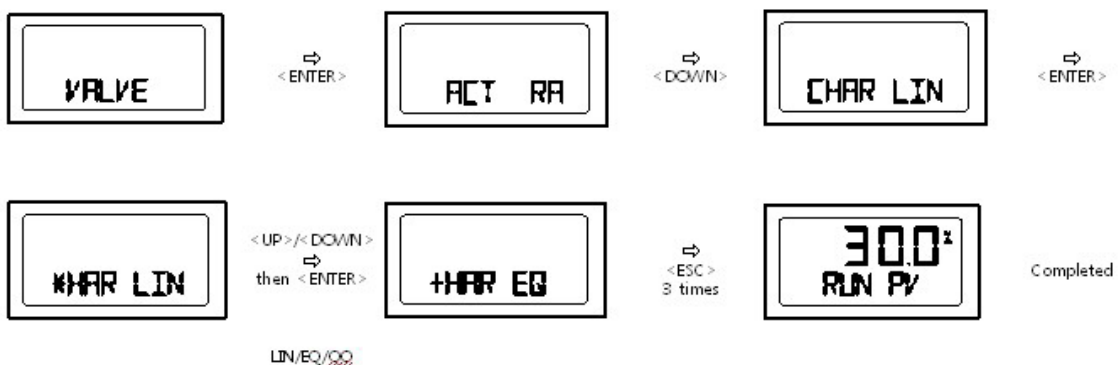 VALVE
⇨
<ENTER>
ACT RA
⇨
<DOWN>
CHAR LIN
⇨
<ENTER>
*HAR LIN
<UP>/<DOWN>
⇨
then <ENTER>
LIN/EQ/QO
+HAR EQ
⇨
<ESC>
3 times
30.0%
RUN PV
Completed